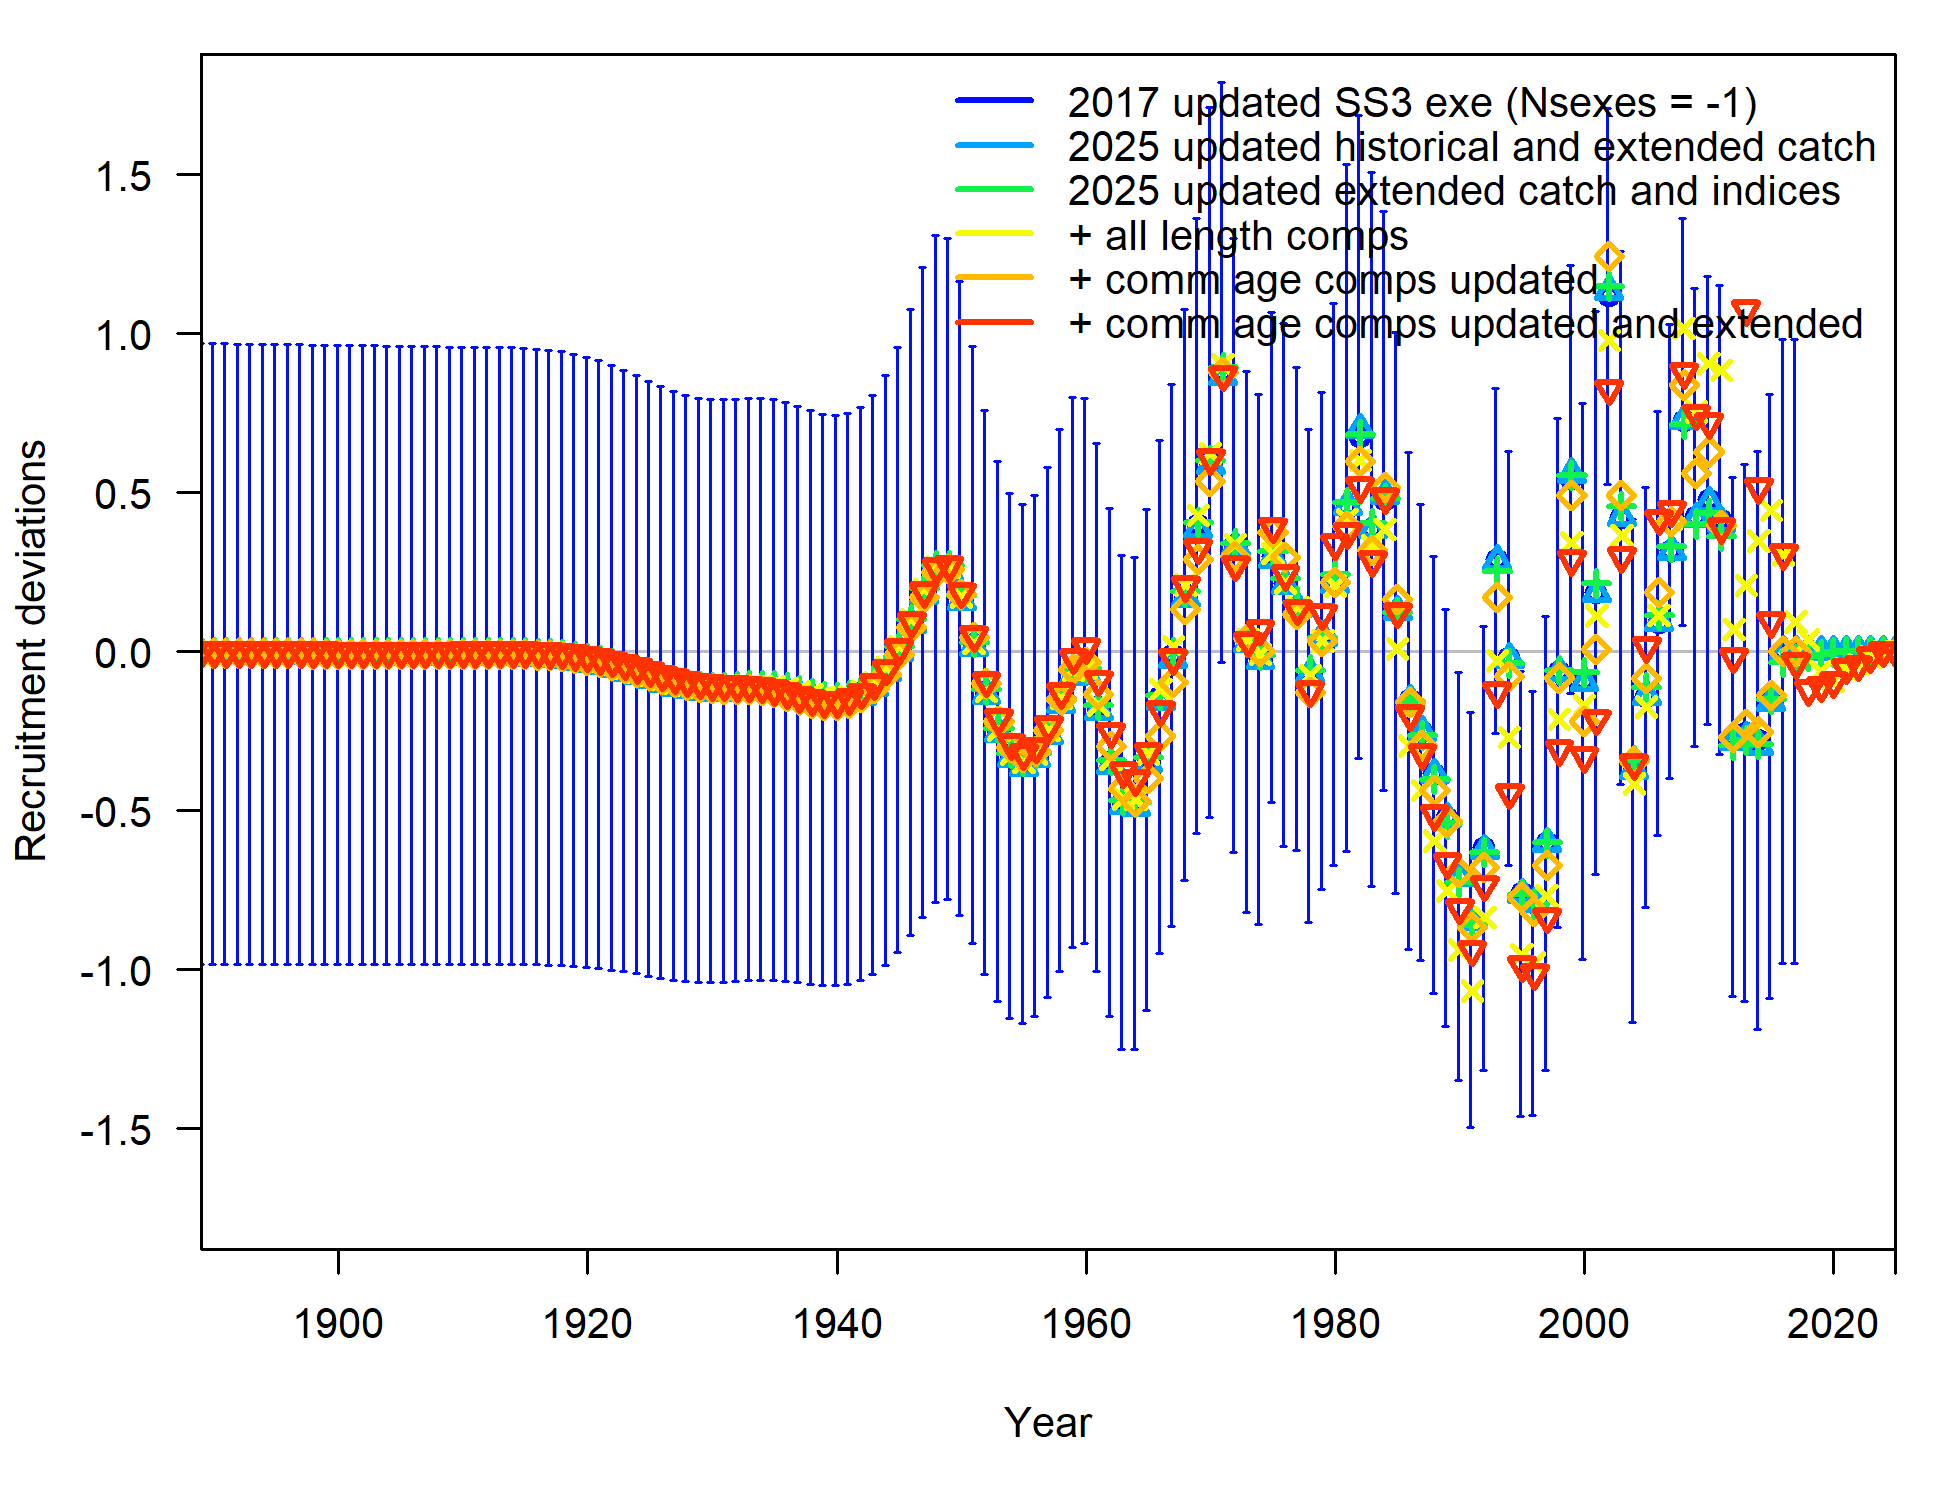 2017 updated SS3 exe (Nsexes = -1)
2025 updated historical and extended catch
2025 updated extended catch and indices
+ all length comps
+ comm age comps updated
+ comm age comps updated and extended
1.5
1.0
0.5
0.0
-0.5
-1.0
-1.5
Recruitment deviations
1900 1920 1940 1960 1980 2000 2020
Year